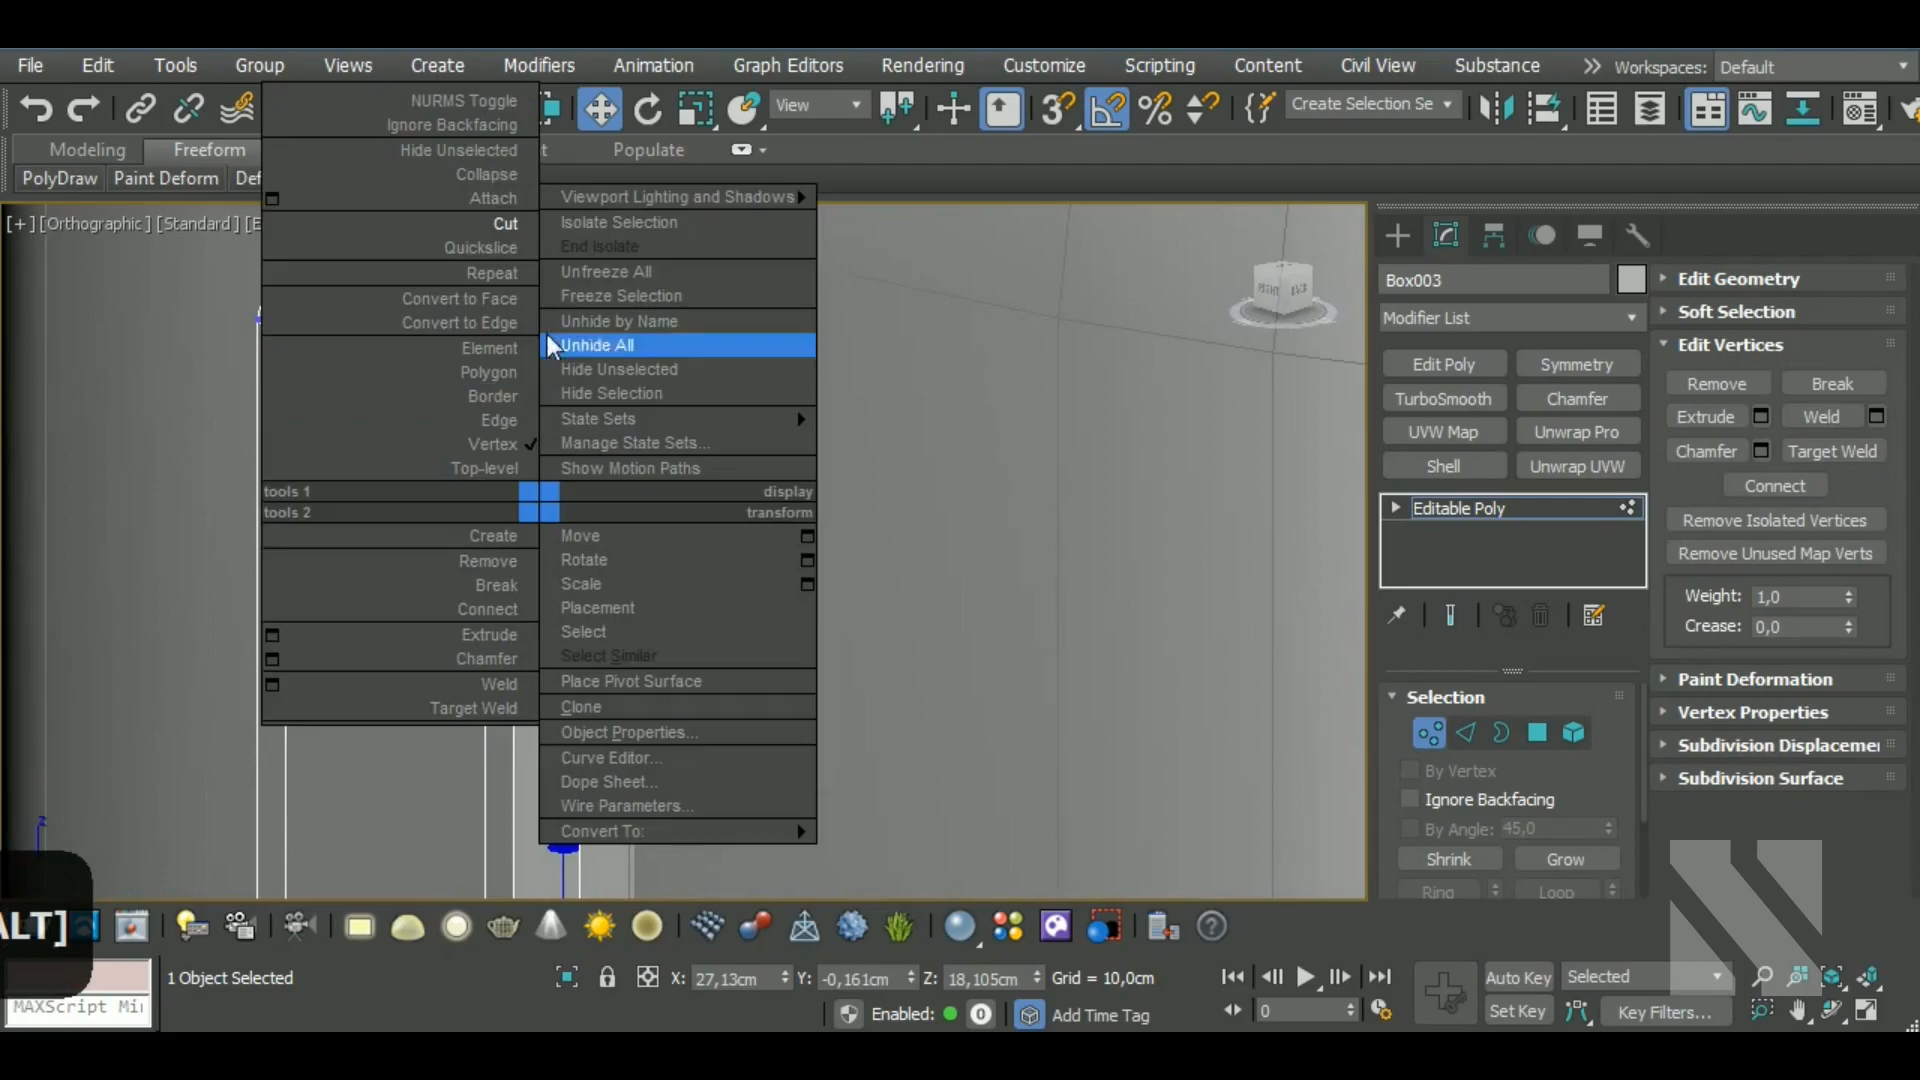 File Edit Tools Group Views Create Modifiers Animation Graph Editors Rendering Customize Scripting Content Civil View Substance Workspaces: Default
View 3 Create Selection Se
Modeling Freeform Populate
PolyDraw Paint Deform Def
[+] [Orthographic] [Standard] [E
NURMS Toggle
Ignore Backfacing
Hide Unselected
Collapse
Attach
Cut
Quickslice
Repeat
Convert to Face
Convert to Edge
Element
Polygon
Border
Edge
Vertex
Top-level
tools 1
tools 2
Create
Remove
Break
Connect
Extrude
Chamfer
Weld
Target Weld
Viewport Lighting and Shadows
Isolate Selection
End Isolate
Unfreeze All
Freeze Selection
Unhide by Name
Unhide All
Hide Unselected
Hide Selection
State Sets
Manage State Sets...
Show Motion Paths
display
transform
Move
Rotate
Scale
Placement
Select
Select Similar
Place Pivot Surface
Clone
Object Properties...
Curve Editor...
Dope Sheet...
Wire Parameters...
Convert To:
z
Box003
Modifier List
Edit Poly Symmetry
TurboSmooth Chamfer
UVW Map Unwrap Pro
Shell Unwrap UVW
Editable Poly
Selection
By Vertex
Ignore Backfacing
By Angle: 45,0
Shrink Grow
Ring Loop
Edit Geometry
Soft Selection
Edit Vertices
Remove Break
Extrude Weld
Chamfer Target Weld
Connect
Remove Isolated Vertices
Remove Unused Map Verts
Weight: 1,0
Crease: 0,0
Paint Deformation
Vertex Properties
Subdivision Displacemen
Subdivision Surface
ALT]
1 Object Selected X: 27,13cm Y: -0,161cm Z: 18,105cm Grid = 10,0cm Auto Key Selected
MAXScript Mi Enabled: 0 Add Time Tag 0 Set Key Key Filters...